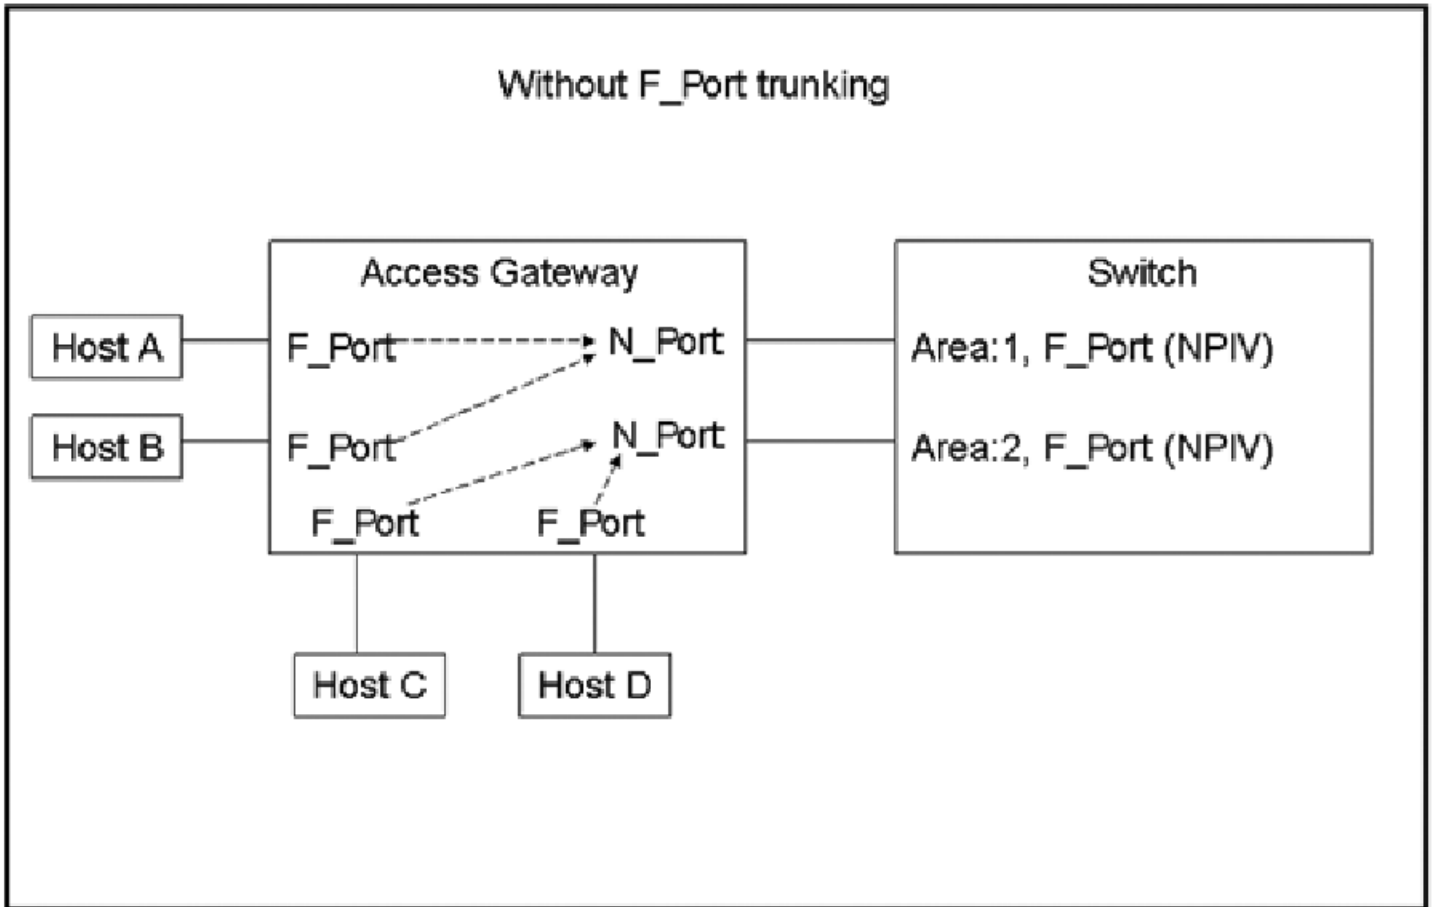 Without F_Port trunking
Access Gateway
Switch
Host A
F_Port
N_Port
Area:1, F_Port (NPIV)
Host B
F_Port
N_Port
Area:2, F_Port (NPIV)
F_Port
F_Port
Host C
Host D